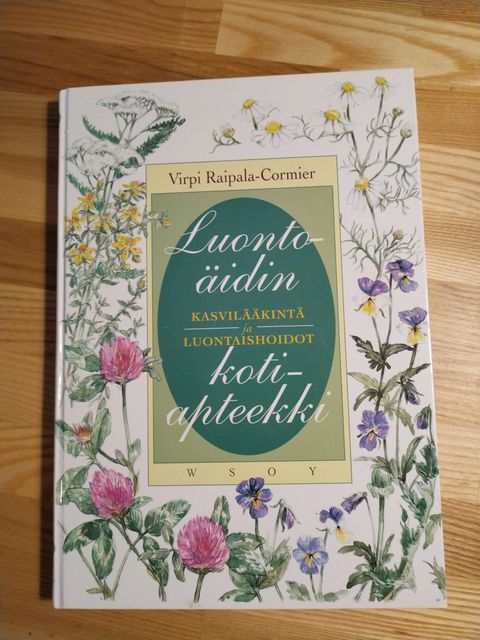 Virpi Raipala-Cormier
Luonto-
äidin
KASVILÄÄKINTÄ
ja
LUONTAISHOIDOT
koti-
apteekki
WSOY